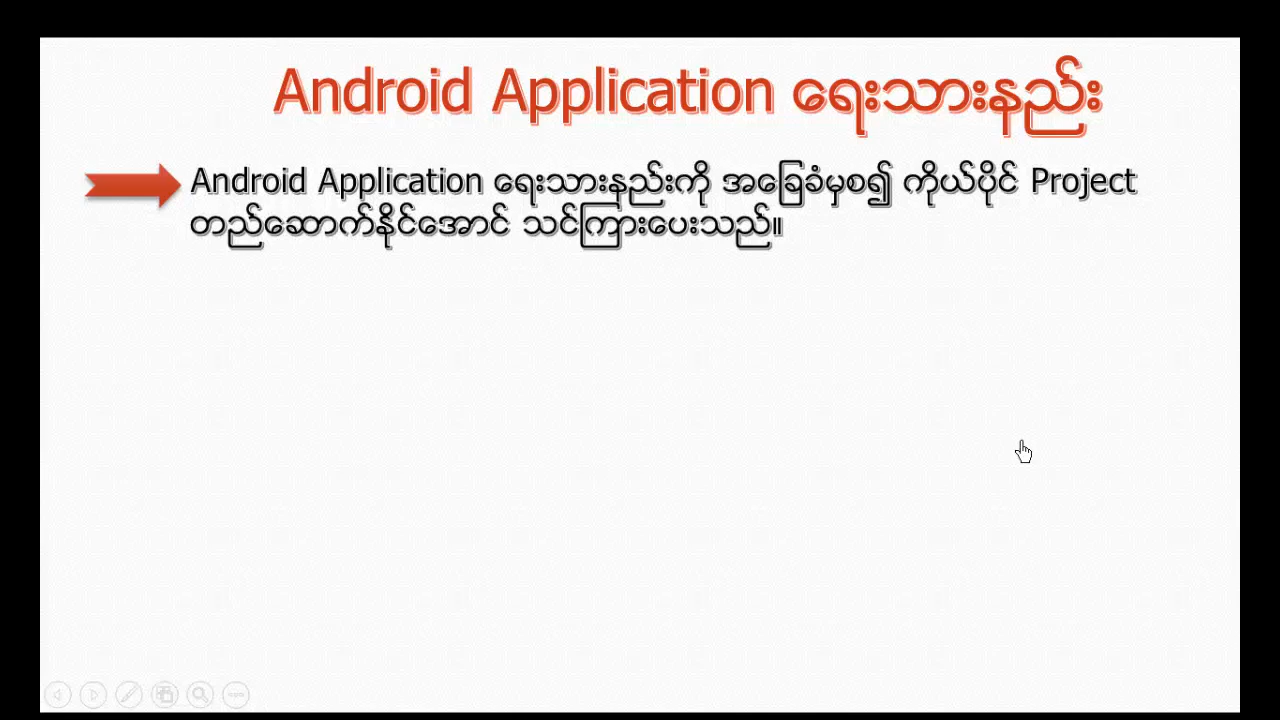 Android Application ရေးသားနည်း
Android Application ရေးသားနည်းကို အခြေခံမှစ၍ ကိုယ်ပိုင် Project
တည်ဆောက်နိုင်အောင် သင်ကြားပေးသည်။